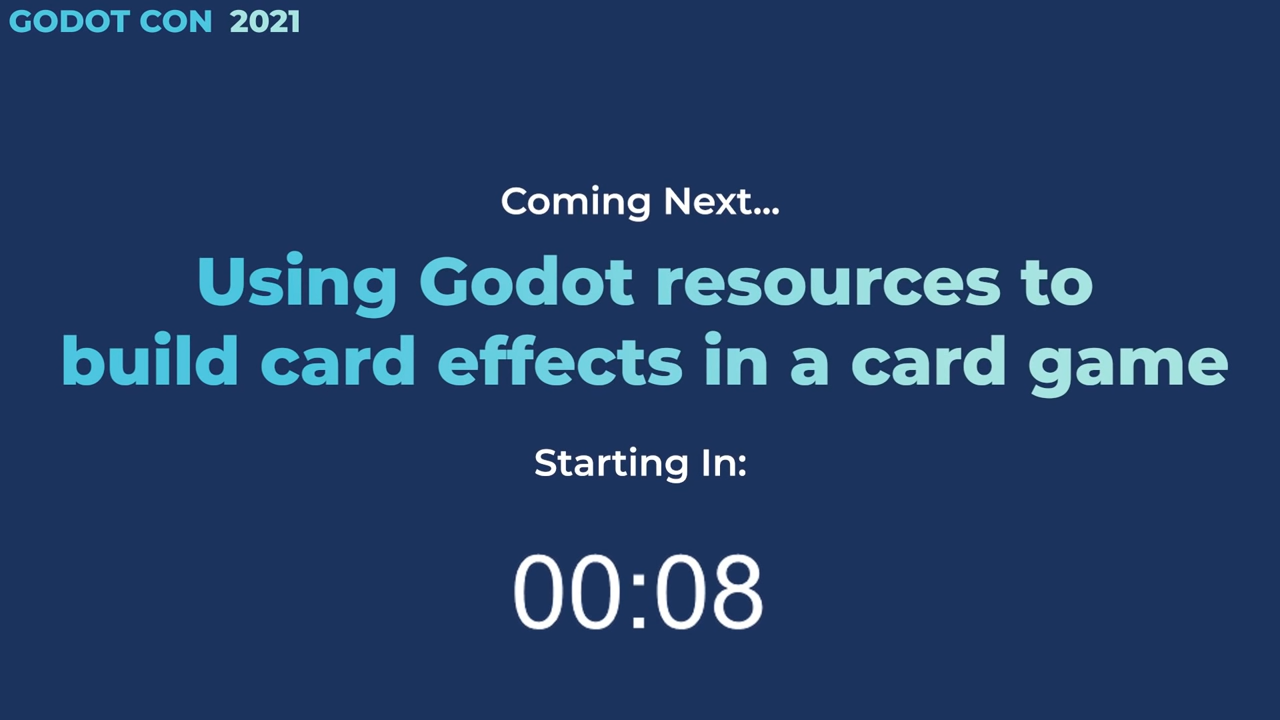 GODOT CON 2021
Coming Next...
Using Godot resources to
build card effects in a card game
Starting In:
00:08